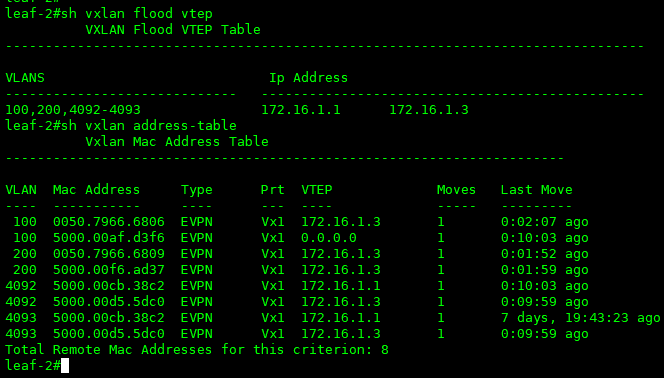 leaf-2#sh vxlan flood vtep
          VXLAN Flood VTEP Table
--------------------------------------------------------------------------------

VLANS                            Ip Address
-----------------------------   ------------------------------------------------
100,200,4092-4093               172.16.1.1      172.16.1.3
leaf-2#sh vxlan address-table
          Vxlan Mac Address Table
----------------------------------------------------------------------

VLAN  Mac Address     Type      Prt  VTEP             Moves   Last Move
----  -----------     ----      ---  ----             -----   ---------
 100  0050.7966.6806  EVPN      Vx1  172.16.1.3       1       0:02:07 ago
 100  5000.00af.d3f6  EVPN      Vx1  0.0.0.0          1       0:10:03 ago
 200  0050.7966.6809  EVPN      Vx1  172.16.1.3       1       0:01:52 ago
 200  5000.00f6.ad37  EVPN      Vx1  172.16.1.3       1       0:01:59 ago
4092  5000.00cb.38c2  EVPN      Vx1  172.16.1.1       1       0:10:03 ago
4092  5000.00d5.5dc0  EVPN      Vx1  172.16.1.3       1       0:09:59 ago
4093  5000.00cb.38c2  EVPN      Vx1  172.16.1.1       1       7 days, 19:43:23 ago
4093  5000.00d5.5dc0  EVPN      Vx1  172.16.1.3       1       0:09:59 ago
Total Remote Mac Addresses for this criterion: 8
leaf-2#